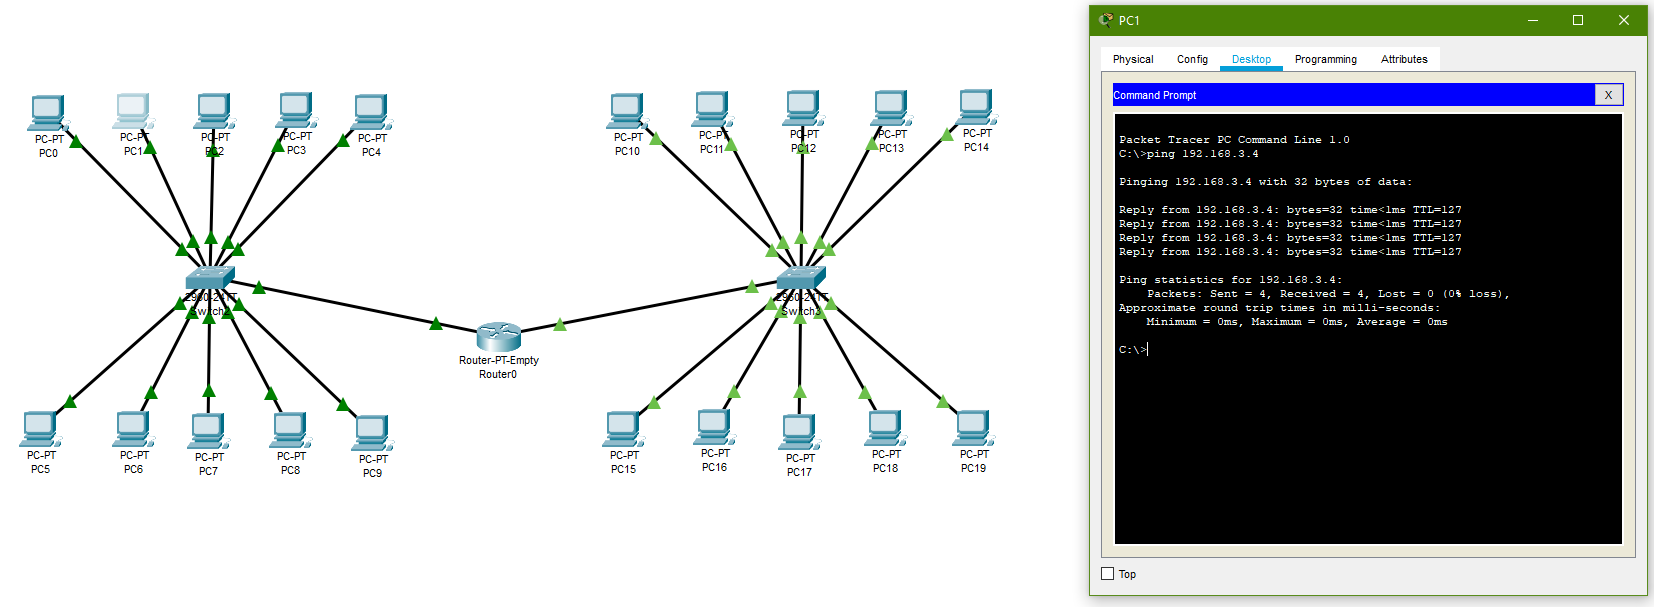 PC-PT
PC0
PC-PT
PC1
PC-PT
PC2
PC-PT
PC3
PC-PT
PC4
PC-PT
PC10
PC-PT
PC11
PC-PT
PC12
PC-PT
PC13
PC-PT
PC14
2960-24TT
Switch2
2960-24TT
Switch3
Router-PT-Empty
Router0
PC-PT
PC5
PC-PT
PC6
PC-PT
PC7
PC-PT
PC8
PC-PT
PC9
PC-PT
PC15
PC-PT
PC16
PC-PT
PC17
PC-PT
PC18
PC-PT
PC19
PC1
Physical Config Desktop Programming Attributes
Command Prompt X
Packet Tracer PC Command Line 1.0
C:\>ping 192.168.3.4
Pinging 192.168.3.4 with 32 bytes of data:
Reply from 192.168.3.4: bytes=32 time<1ms TTL=127
Reply from 192.168.3.4: bytes=32 time<1ms TTL=127
Reply from 192.168.3.4: bytes=32 time<1ms TTL=127
Reply from 192.168.3.4: bytes=32 time<1ms TTL=127
Ping statistics for 192.168.3.4:
Packets: Sent = 4, Received = 4, Lost = 0 (0% loss),
Approximate round trip times in milli-seconds:
Minimum = 0ms, Maximum = 0ms, Average = 0ms
C:\>
Top